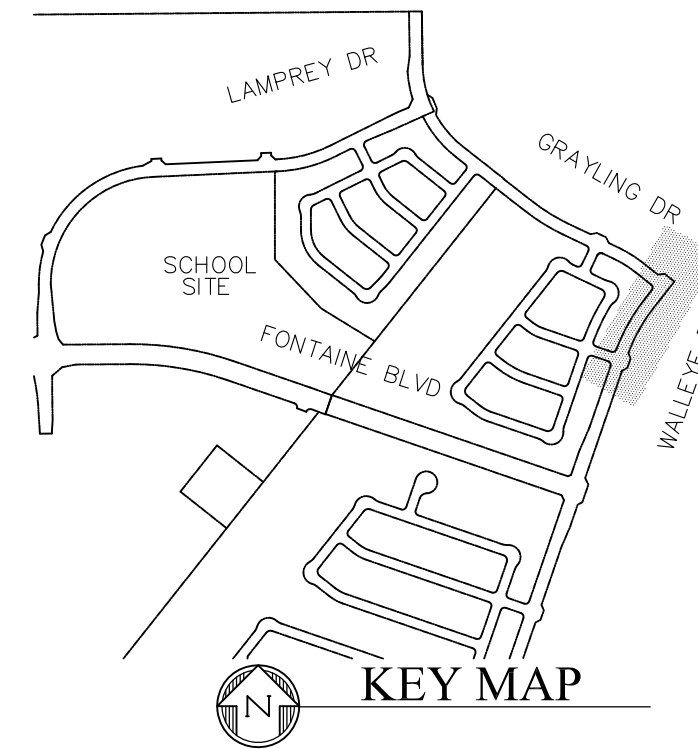 LAMPREY DR
GRAYLING DR
SCHOOL
SITE
FONTAINE BLVD
WALLEYE
N
KEY MAP